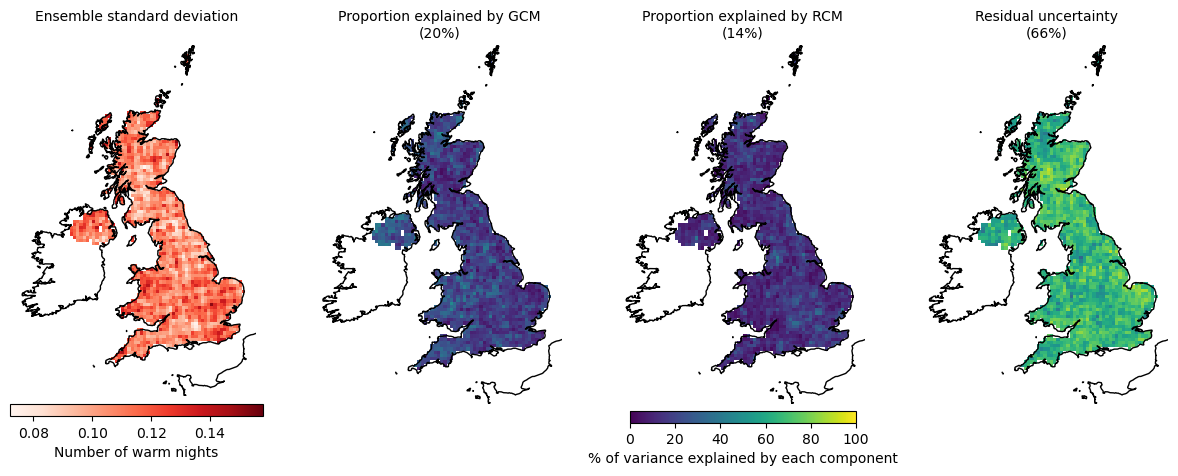 Ensemble standard deviation
Proportion explained by GCM
(20%)
Proportion explained by RCM
(14%)
Residual uncertainty
(66%)
0.08 0.10 0.12 0.14
Number of warm nights
0 20 40 60 80 100
% of variance explained by each component